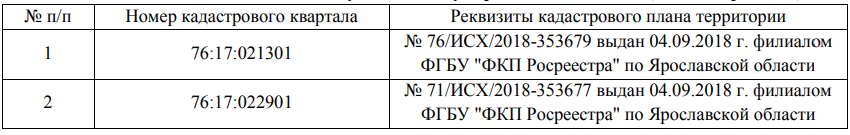 № п/п Номер кадастрового квартала Реквизиты кадастрового плана территории
1 76:17:021301 № 76/ИСХ/2018-353679 выдан 04.09.2018 г. филиалом
ФГБУ "ФКП Росреестра" по Ярославской области
2 76:17:022901 № 71/ИСХ/2018-353677 выдан 04.09.2018 г. филиалом
ФГБУ "ФКП Росреестра" по Ярославской области